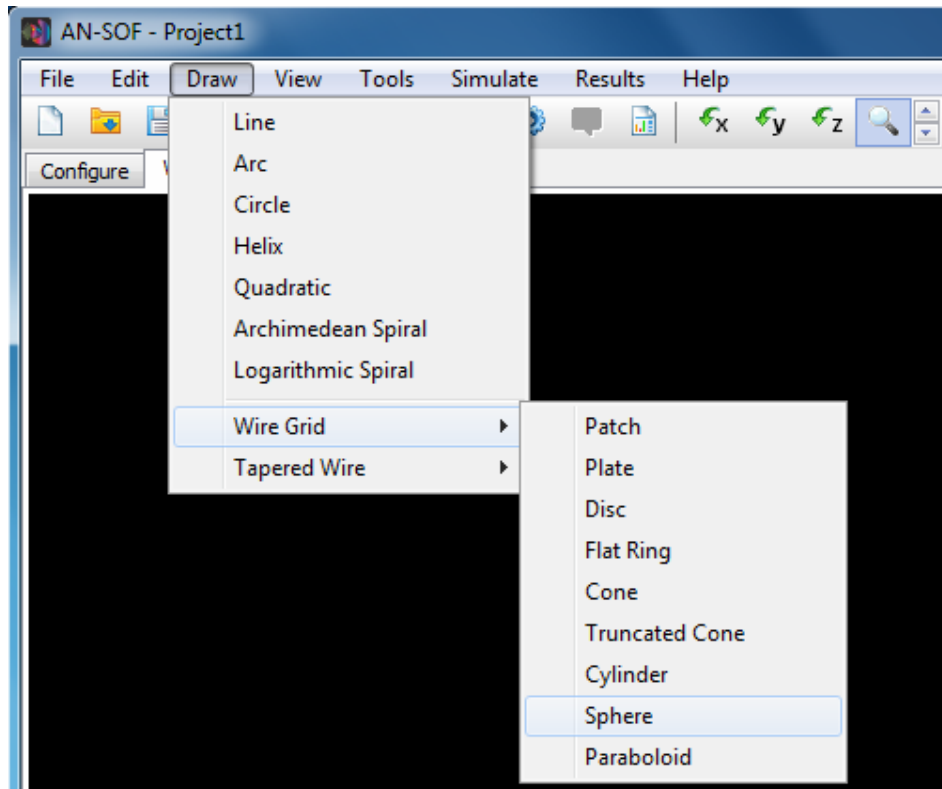 AN-SOF - Project1
File Edit Draw View Tools Simulate Results Help
x y z
Configure
Line
Arc
Circle
Helix
Quadratic
Archimedean Spiral
Logarithmic Spiral
Wire Grid
Tapered Wire
Patch
Plate
Disc
Flat Ring
Cone
Truncated Cone
Cylinder
Sphere
Paraboloid